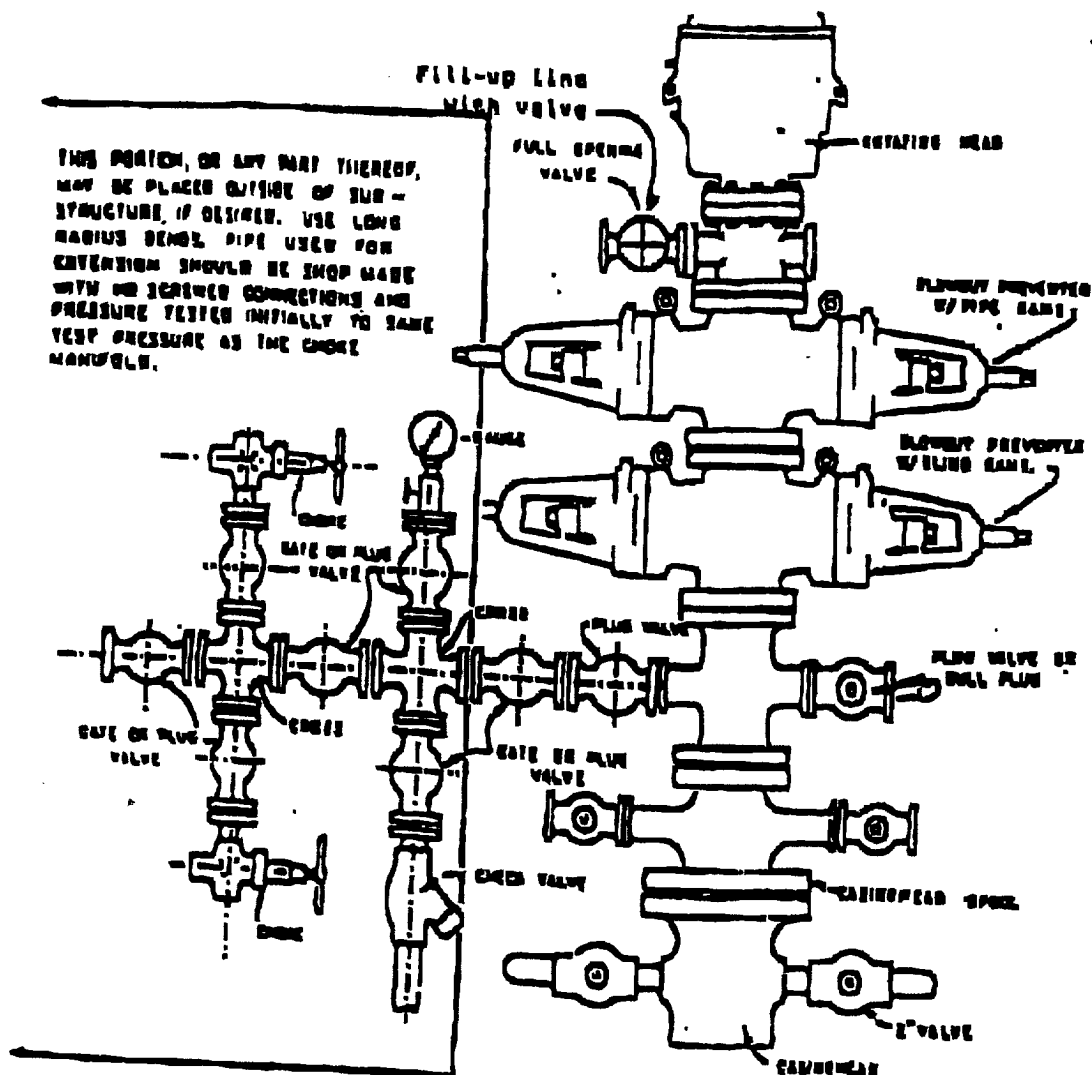 Fill-up Line
with valve
FULL OPENING
VALVE
ROTATING HEAD
THIS PORTION, OR ANY PART THEREOF,
MAY BE PLACED OUTSIDE OF SUB-
STRUCTURE, IF DESIRED. USE LONG
RADIUS BENDS. PIPE USED FOR
EXTENSION SHOULD BE SHOP MADE
WITH NO SCREWED CONNECTIONS AND
PRESSURE TESTED INITIALLY TO SAME
TEST PRESSURE AS THE CHOKE
MANIFOLD.
BLOWOUT PREVENTER
W/PIPE RAMS
GAUGE
BLOWOUT PREVENTER
W/BLIND RAMS
CHOKE
GATE OR PLUG
VALVE
CROSS
PLUG VALVE
VALVE OR
BULL PLUG
CROSS
GATE OR PLUG
VALVE
GATE OR PLUG
VALVE
CHECK VALVE
CHOKE
CASINGHEAD SPOOL
2" VALVE
CASINGHEAD